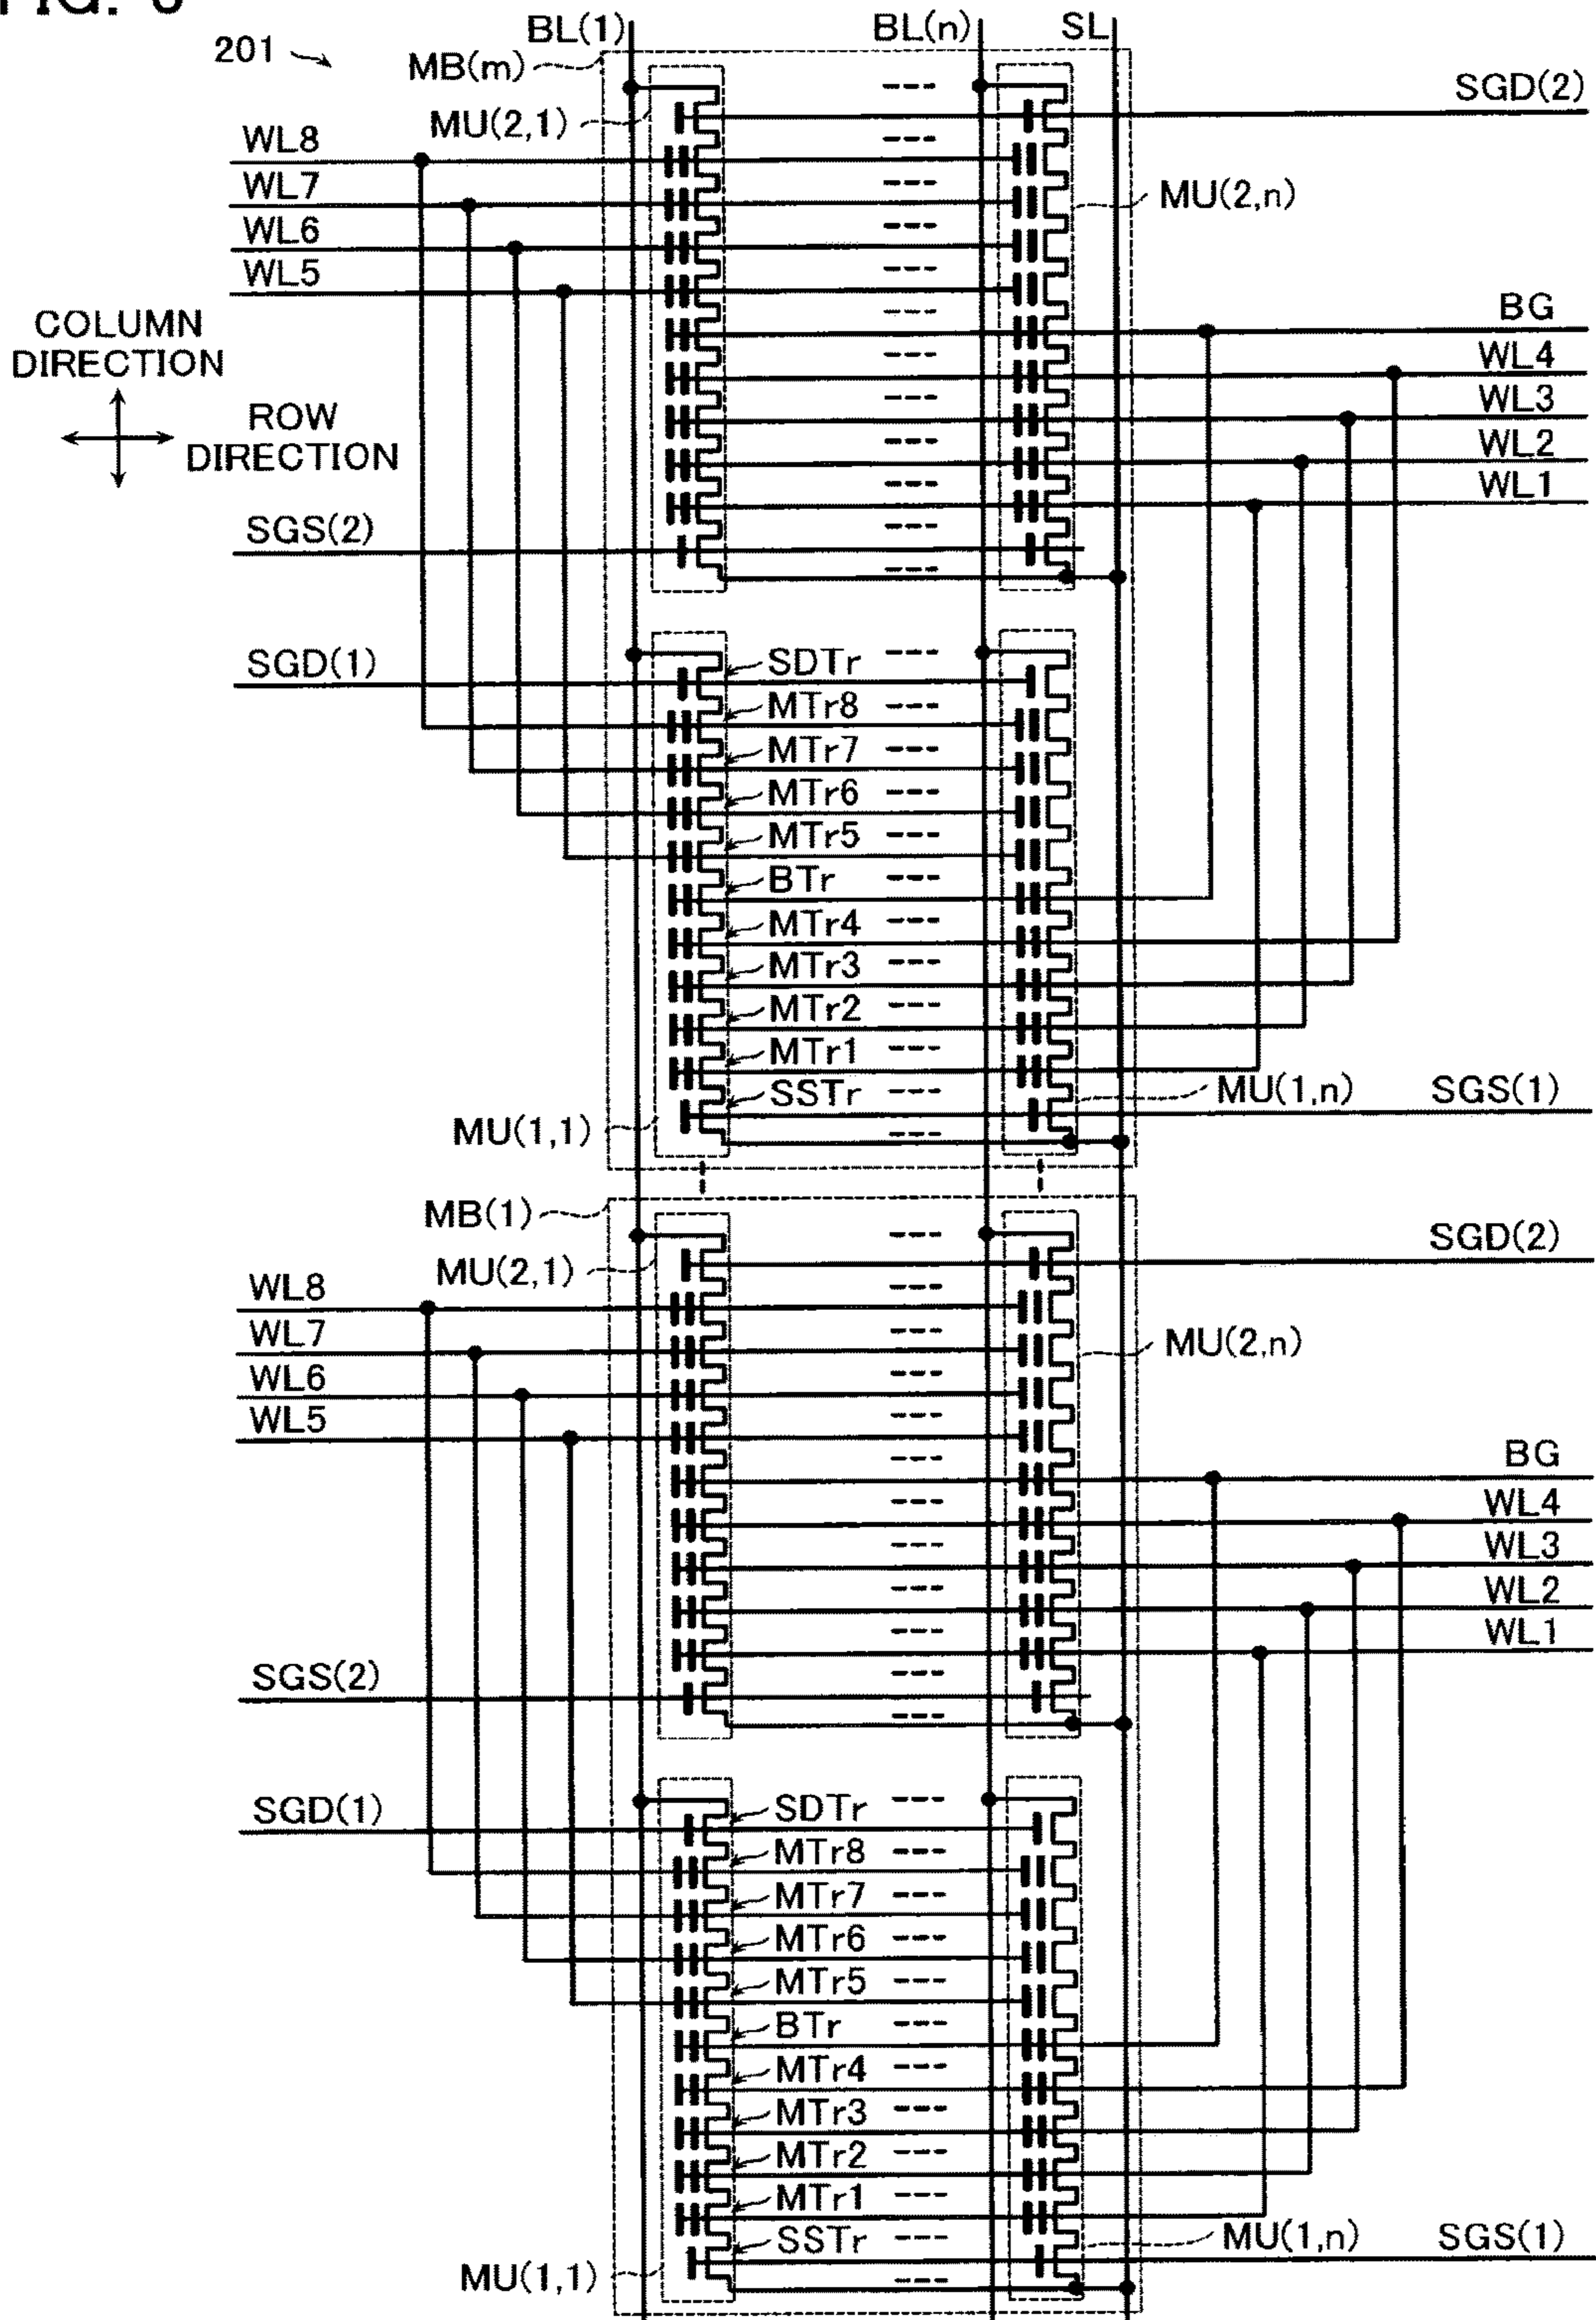 BL(1) BL(n) SL
201
MB(m)
SGD(2)
MU(2,1)
WL8
WL7
MU(2,n)
WL6
WL5
COLUMN
DIRECTION
BG
WL4
ROW
DIRECTION
WL3
WL2
WL1
SGS(2)
SGD(1)
SDTr
MTr8
MTr7
MTr6
MTr5
BTr
MTr4
MTr3
MTr2
MTr1
SSTr
MU(1,n)
SGS(1)
MU(1,1)
MB(1)
SGD(2)
MU(2,1)
WL8
WL7
MU(2,n)
WL6
WL5
BG
WL4
WL3
WL2
WL1
SGS(2)
SGD(1)
SDTr
MTr8
MTr7
MTr6
MTr5
BTr
MTr4
MTr3
MTr2
MTr1
SSTr
MU(1,n)
SGS(1)
MU(1,1)